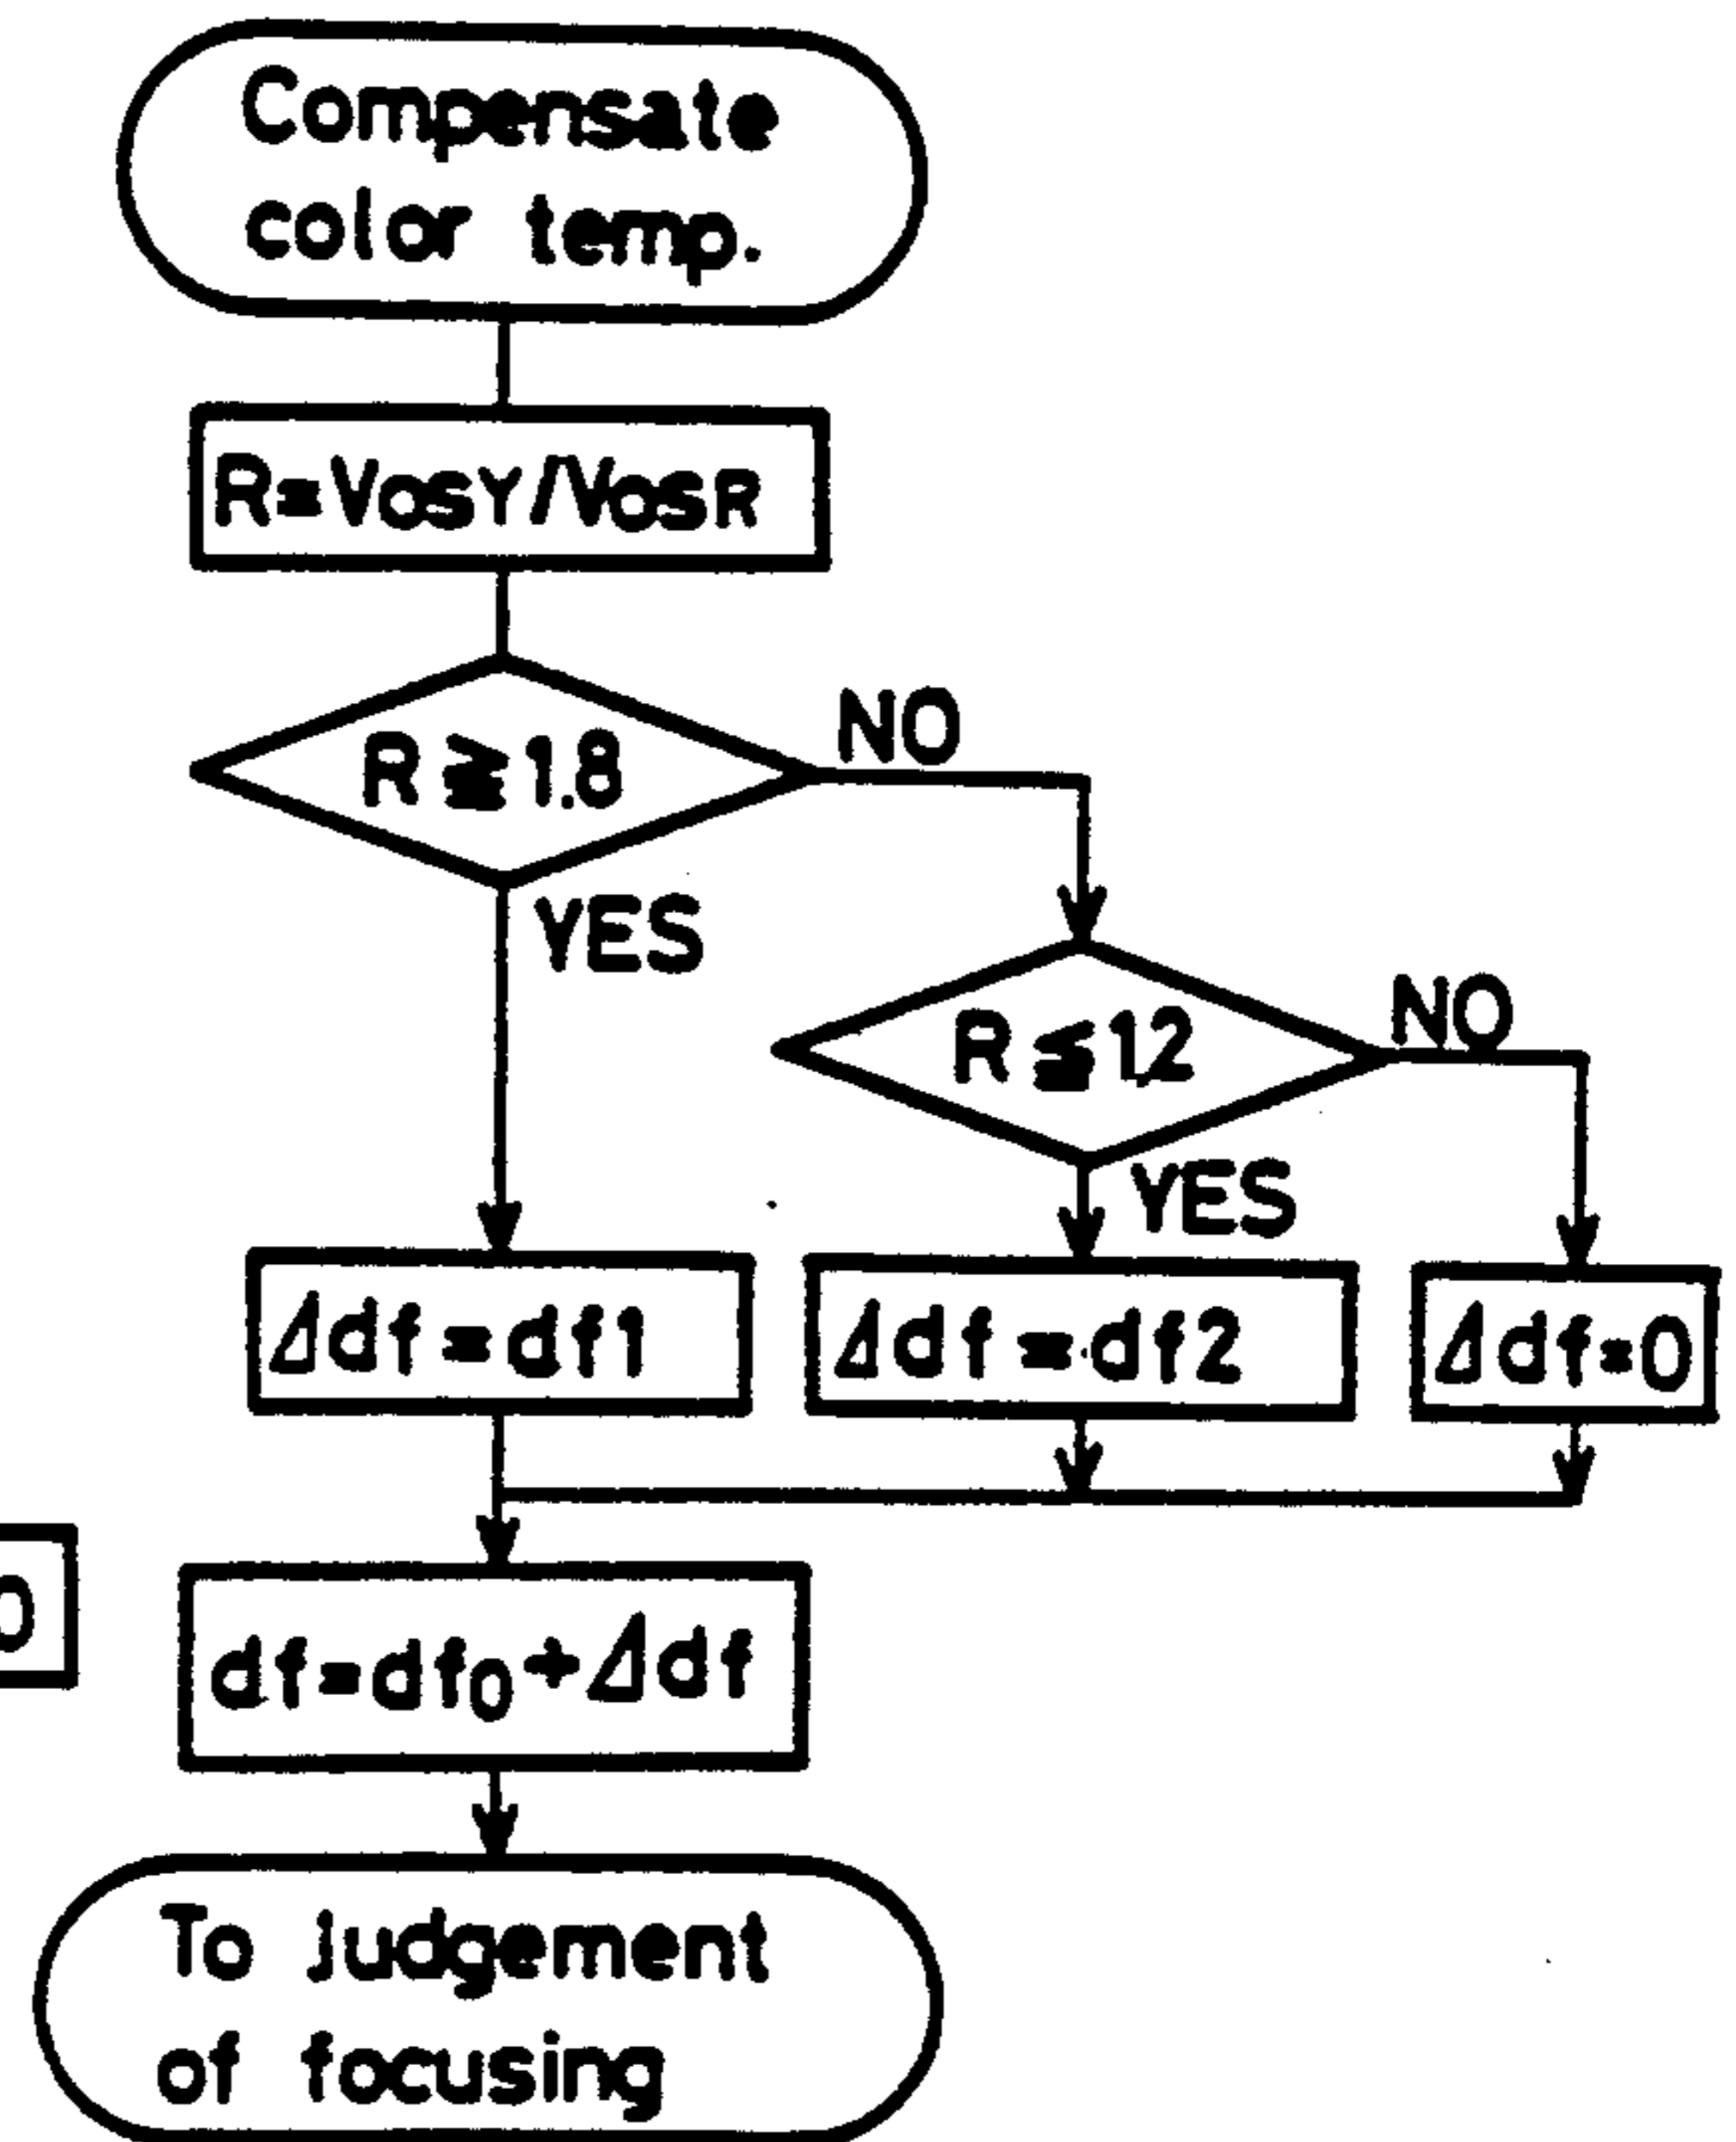 Compensate
color temp.
R=VOSY/VOSR
R≧1.8
NO
YES
R≦1.2
NO
YES
Δdf=df1
Δdf=df2
Δdf=0
df=df0+Δdf
To judgement
of focusing